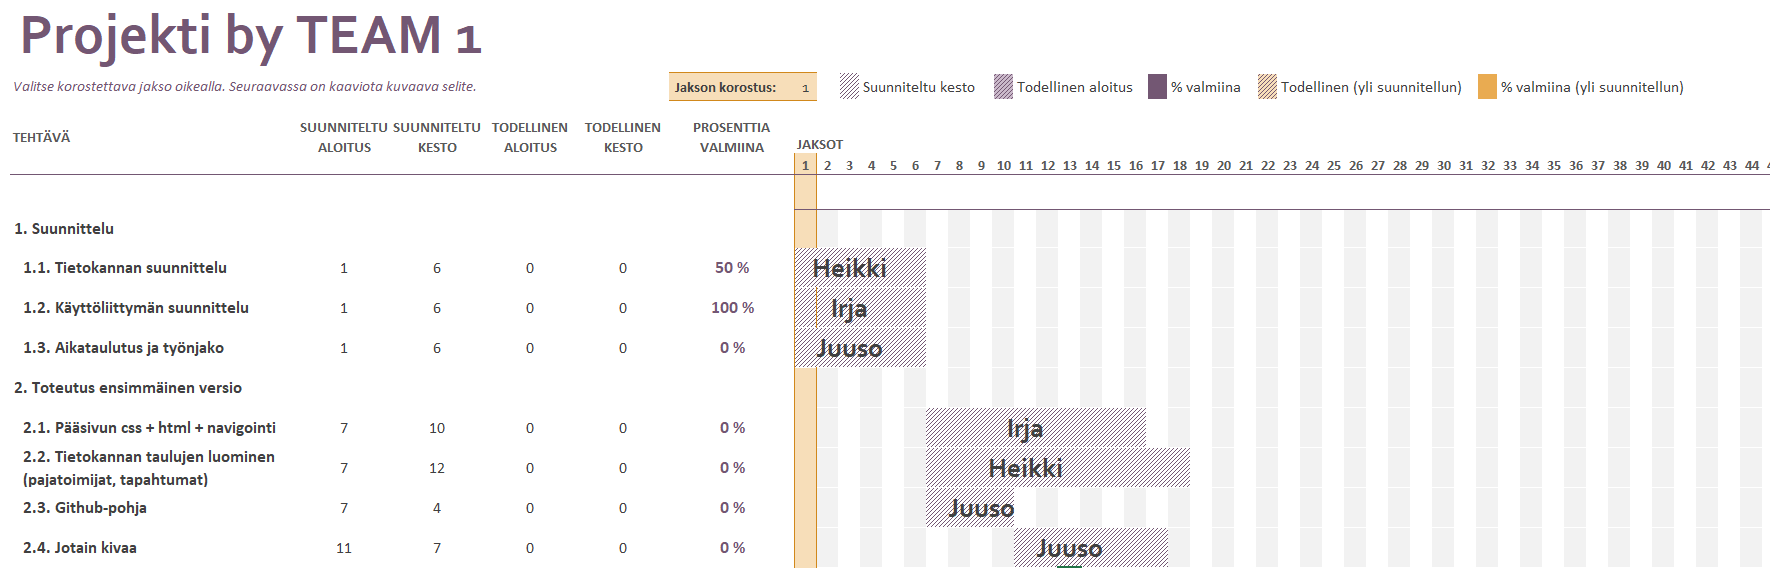 Projekti by TEAM 1
Valitse korostettava jakso oikealla. Seuraavassa on kaaviota kuvaava selite.
Jakson korostus: 1
Suunniteltu kesto
Todellinen aloitus
% valmiina
Todellinen (yli suunnitellun)
% valmiina (yli suunnitellun)
TEHTÄVÄ
SUUNNITELTU ALOITUS
SUUNNITELTU KESTO
TODELLINEN ALOITUS
TODELLINEN KESTO
PROSENTTIA VALMIINA
JAKSOT
1 2 3 4 5 6 7 8 9 10 11 12 13 14 15 16 17 18 19 20 21 22 23 24 25 26 27 28 29 30 31 32 33 34 35 36 37 38 39 40 41 42 43 44
1. Suunnittelu
1.1. Tietokannan suunnittelu 1 6 0 0 50 % Heikki
1.2. Käyttöliittymän suunnittelu 1 6 0 0 100 % Irja
1.3. Aikataulutus ja työnjako 1 6 0 0 0 % Juuso
2. Toteutus ensimmäinen versio
2.1. Pääsivun css + html + navigointi 7 10 0 0 0 % Irja
2.2. Tietokannan taulujen luominen
(pajatoimijat, tapahtumat) 7 12 0 0 0 % Heikki
2.3. Github-pohja 7 4 0 0 0 % Juuso
2.4. Jotain kivaa 11 7 0 0 0 % Juuso